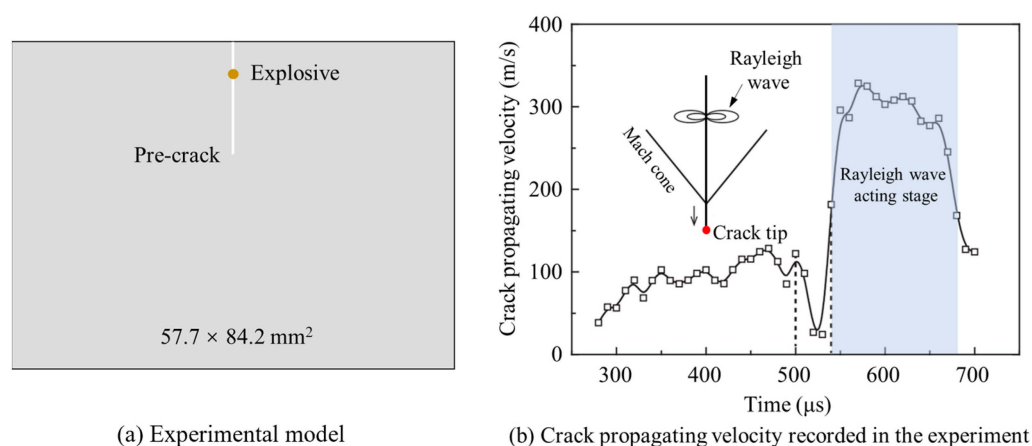 Explosive
Pre-crack
57.7 × 84.2 mm²
(a) Experimental model
Crack propagating velocity (m/s)
400
300
200
100
0
Rayleigh
wave
Mach cone
Crack tip
Rayleigh wave
acting stage
300 400 500 600 700
Time (μs)
(b) Crack propagating velocity recorded in the experiment